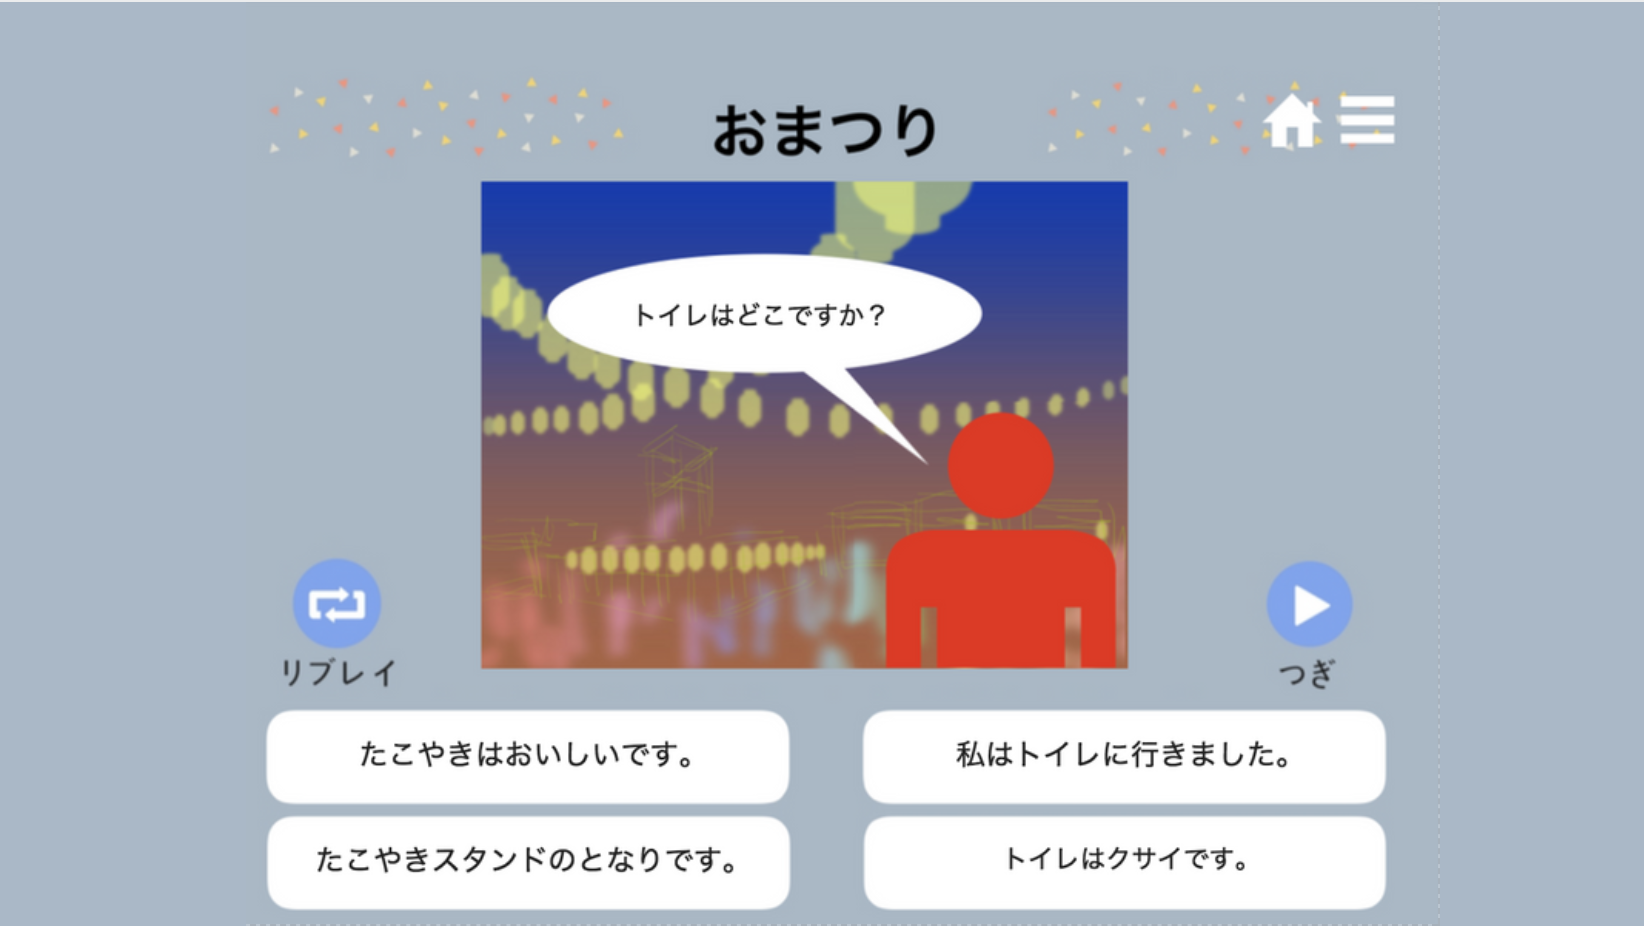 おまつり
トイレはどこですか？
リプレイ
つぎ
たこやきはおいしいです。
私はトイレに行きました。
たこやきスタンドのとなりです。
トイレはクサイです。